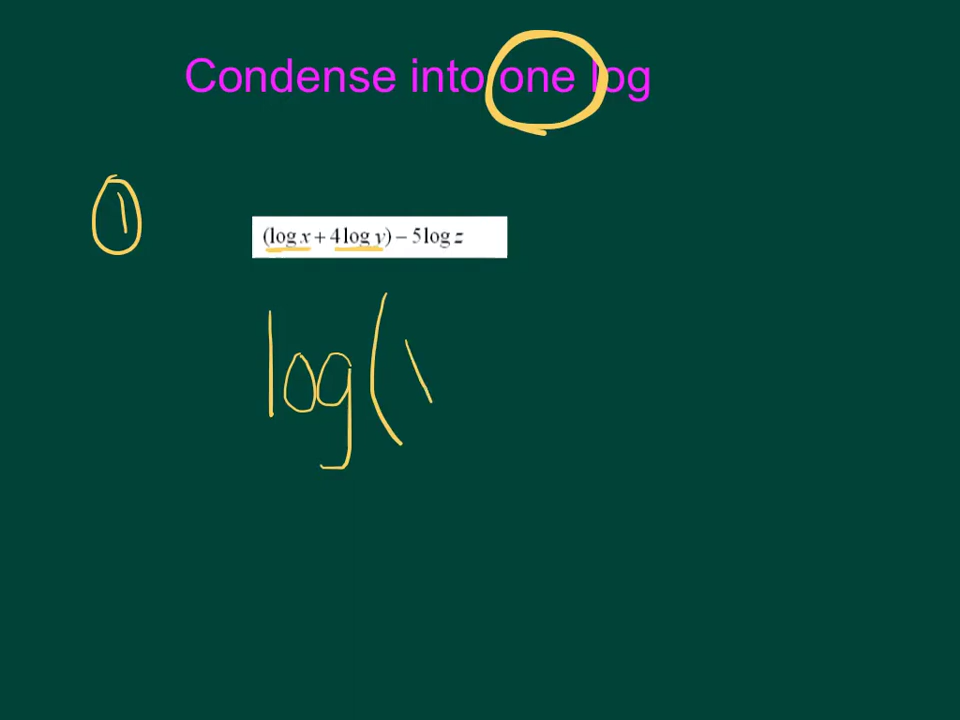 Condense into one log
1
(log x + 4 log y) − 5 log z
log( \